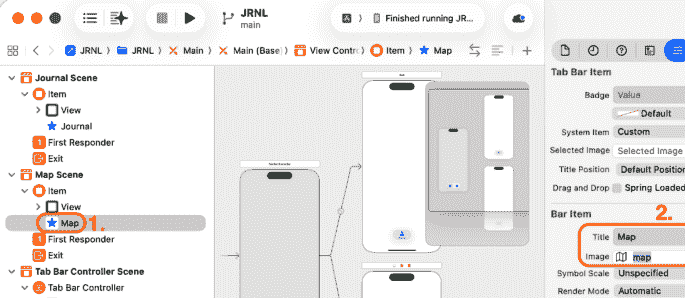 JRNL
main
Finished running JR...
JRNL 〉 JRNL 〉 Main 〉 Main (Base) 〉 View Contr 〉 Item 〉 Map
Journal Scene
Item
View
Journal
First Responder
Exit
Map Scene
Item
View
Map 1.
First Responder
Exit
Tab Bar Controller Scene
Tab Bar Controller
Tab Bar Item
Badge Value
Default
System Item Custom
Selected Image Selected Image
Title Position Default Position
Drag and Drop Spring Loaded
Bar Item
2.
Title Map
Image map
Symbol Scale Unspecified
Render Mode Automatic